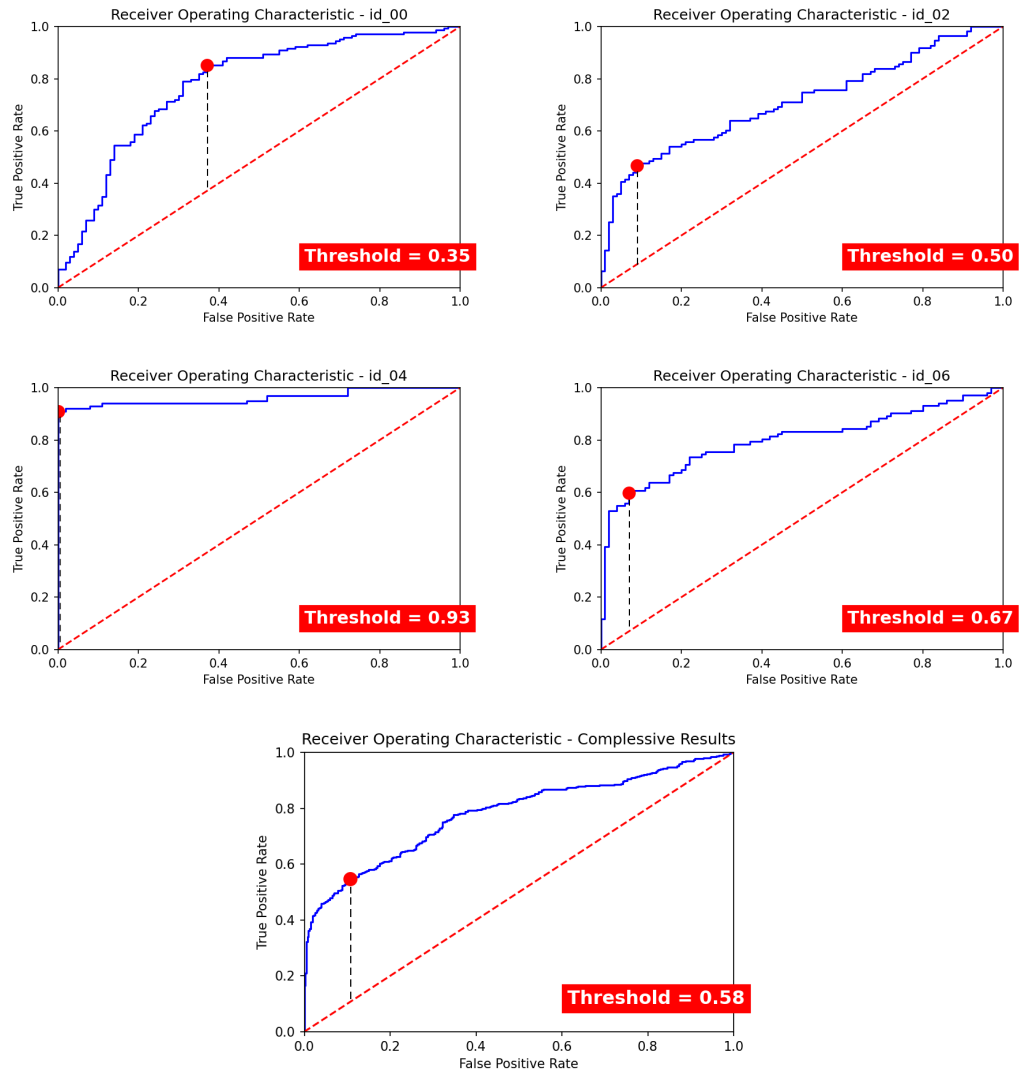 Receiver Operating Characteristic - id_00
True Positive Rate
1.0
0.8
0.6
0.4
0.2
0.0
Threshold = 0.35
0.0 0.2 0.4 0.6 0.8 1.0
False Positive Rate
Receiver Operating Characteristic - id_02
True Positive Rate
1.0
0.8
0.6
0.4
0.2
0.0
Threshold = 0.50
0.0 0.2 0.4 0.6 0.8 1.0
False Positive Rate
Receiver Operating Characteristic - id_04
True Positive Rate
1.0
0.8
0.6
0.4
0.2
0.0
Threshold = 0.93
0.0 0.2 0.4 0.6 0.8 1.0
False Positive Rate
Receiver Operating Characteristic - id_06
True Positive Rate
1.0
0.8
0.6
0.4
0.2
0.0
Threshold = 0.67
0.0 0.2 0.4 0.6 0.8 1.0
False Positive Rate
Receiver Operating Characteristic - Complessive Results
True Positive Rate
1.0
0.8
0.6
0.4
0.2
0.0
Threshold = 0.58
0.0 0.2 0.4 0.6 0.8 1.0
False Positive Rate